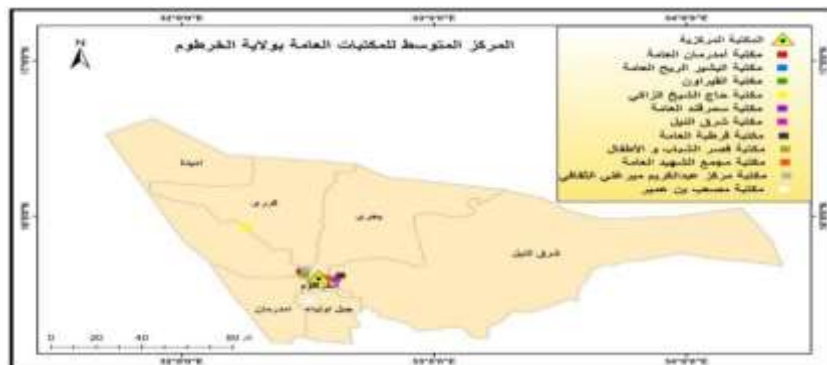 المركز المتوسط للمكتبات العامة بولاية الخرطوم
N
المكتبة المركزية
مكتبة امدرمان العامة
مكتبة البشير الريح العامة
مكتبة القيروان
مكتبة حاج الشيخ الزاكي
مكتبة سمرقند العامة
مكتبة شرق النيل
مكتبة قرطبة العامة
مكتبة قصر الشباب و الأطفال
مكتبة مجمع الشهيد العامة
مكتبة مركز عبدالكريم ميرغني الثقافي
مكتبة مصعب بن عمير
امبدة
كرري
بحري
شرق النيل
امدرمان
جبل اولياء
0 20 40 80